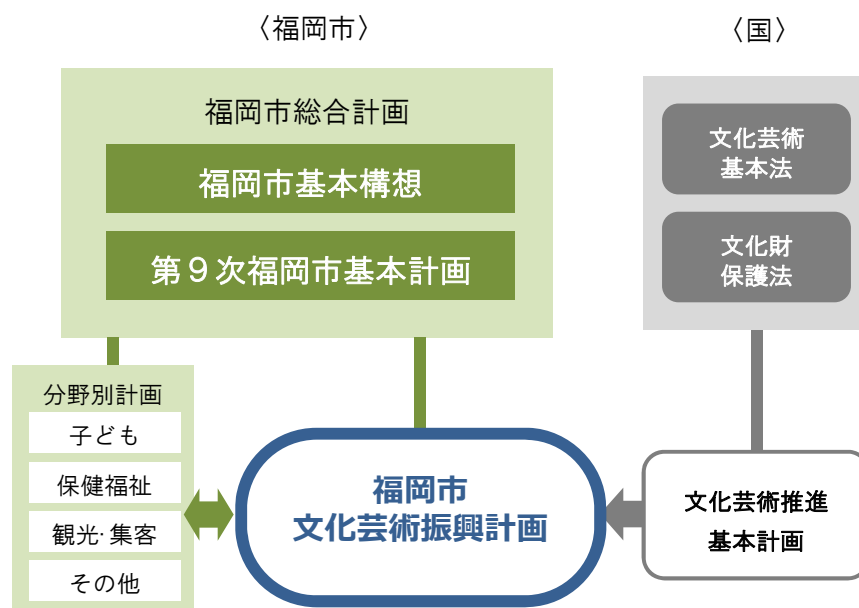 〈福岡市〉
〈国〉
福岡市総合計画
福岡市基本構想
第9次福岡市基本計画
文化芸術
基本法
文化財
保護法
分野別計画
子ども
保健福祉
観光･集客
その他
福岡市
文化芸術振興計画
文化芸術推進
基本計画